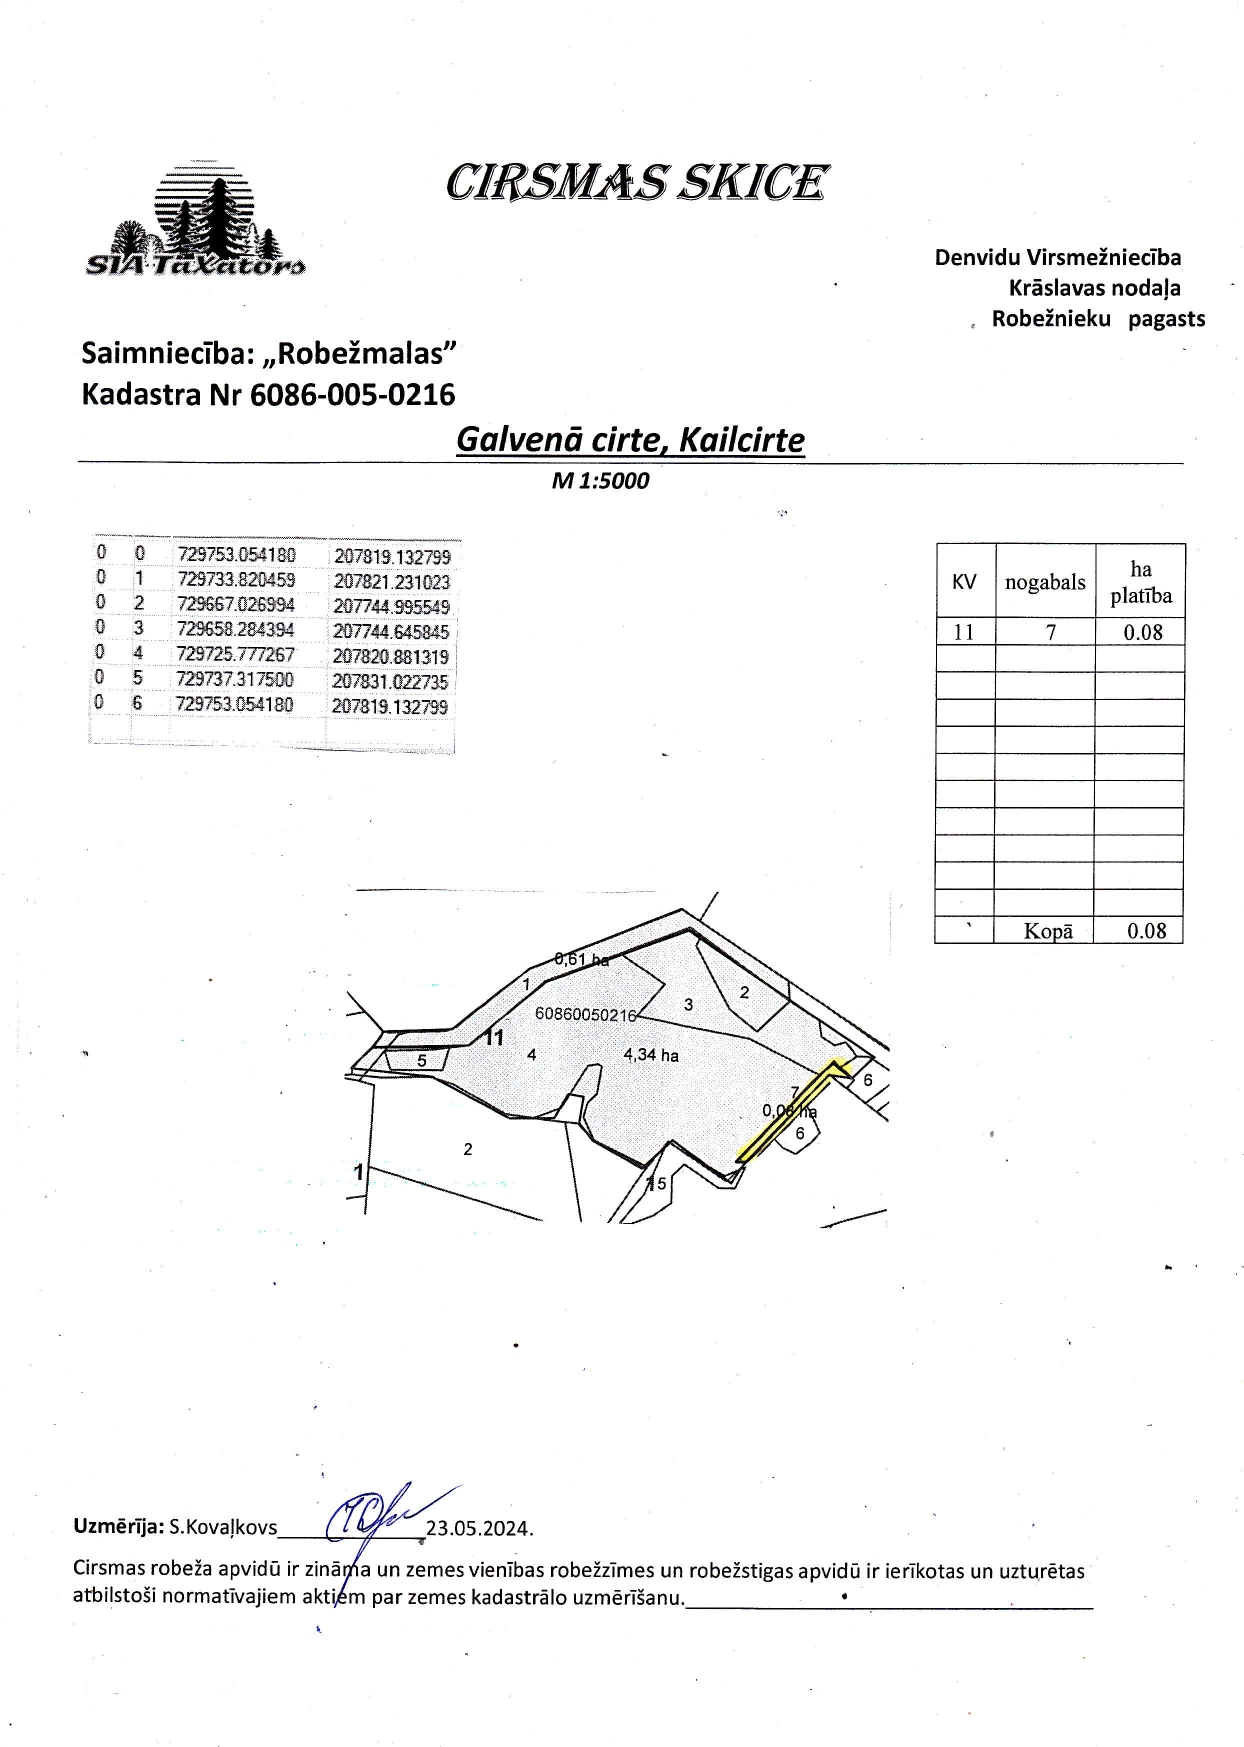 CIRSMAS SKICE
SIA Taxators
Denvidu Virsmežniecība
Krāslavas nodaļa
Robežnieku pagasts
Saimniecība: „Robežmalas”
Kadastra Nr 6086-005-0216
Galvenā cirte, Kailcirte
M 1:5000
0 0 729753.054180 207819.132799
0 1 729733.820459 207821.231023
0 2 729667.026994 207744.995549
0 3 729658.284394 207744.645845
0 4 729725.777267 207820.881319
0 5 729737.317500 207831.022735
0 6 729753.054180 207819.132799
KV nogabals ha platība
11 7 0.08
Kopā 0.08
0,61 ha
1
2
3
60860050216
11
4
4,34 ha
5
6
7
0,08 ha
6
2
1
15
Uzmērīja: S.Kovaļkovs 23.05.2024.
Cirsmas robeža apvidū ir zināma un zemes vienības robežzīmes un robežstigas apvidū ir ierīkotas un uzturētas
atbilstoši normatīvajiem aktiem par zemes kadastrālo uzmērīšanu.